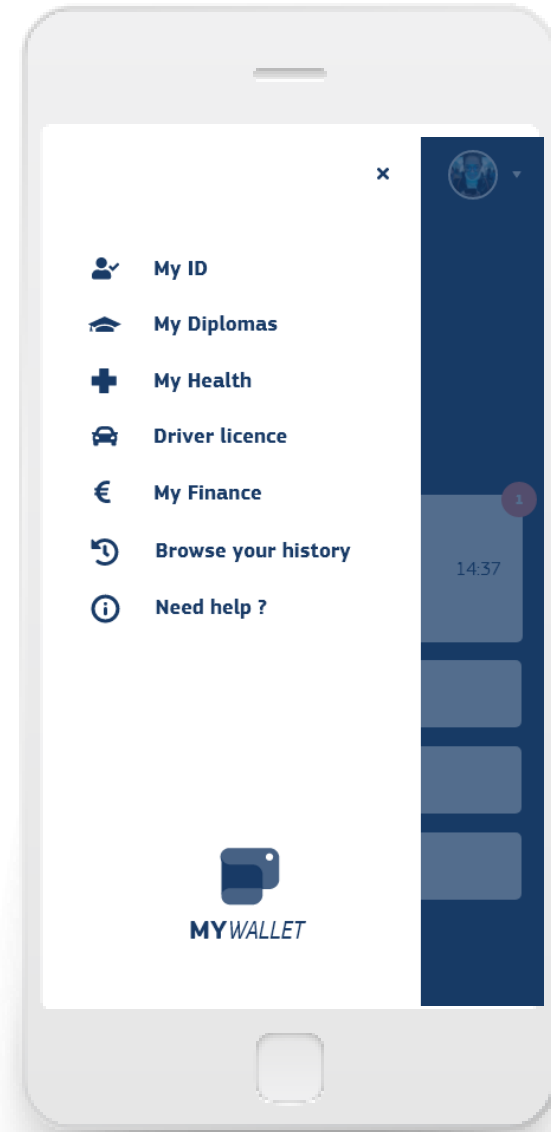 My ID
My Diplomas
My Health
Driver licence
€ My Finance
Browse your history
Need help ?
1
14:37
MYWALLET